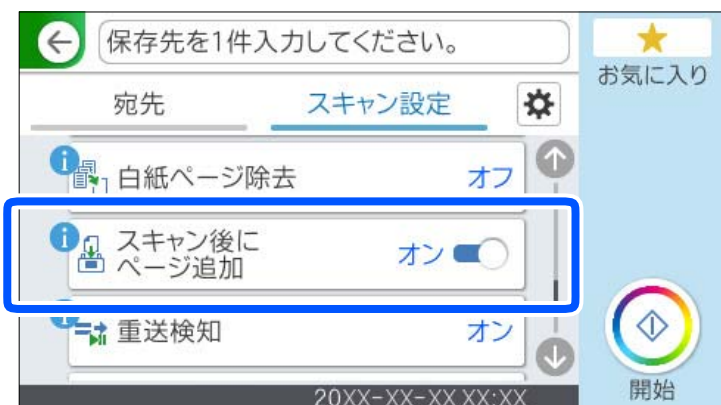 保存先を1件入力してください。
お気に入り
宛先
スキャン設定
白紙ページ除去
オフ
スキャン後に
ページ追加
オン
重送検知
オン
20XX-XX-XX XX:XX
開始